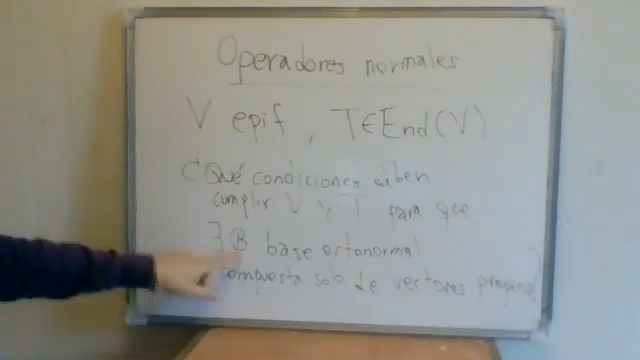 Operadores normales
V epif, T∈End(V)
¿Qué condiciones deben
cumplir V y T para que
∃ B base ortonormal
compuesta solo de vectores propios?